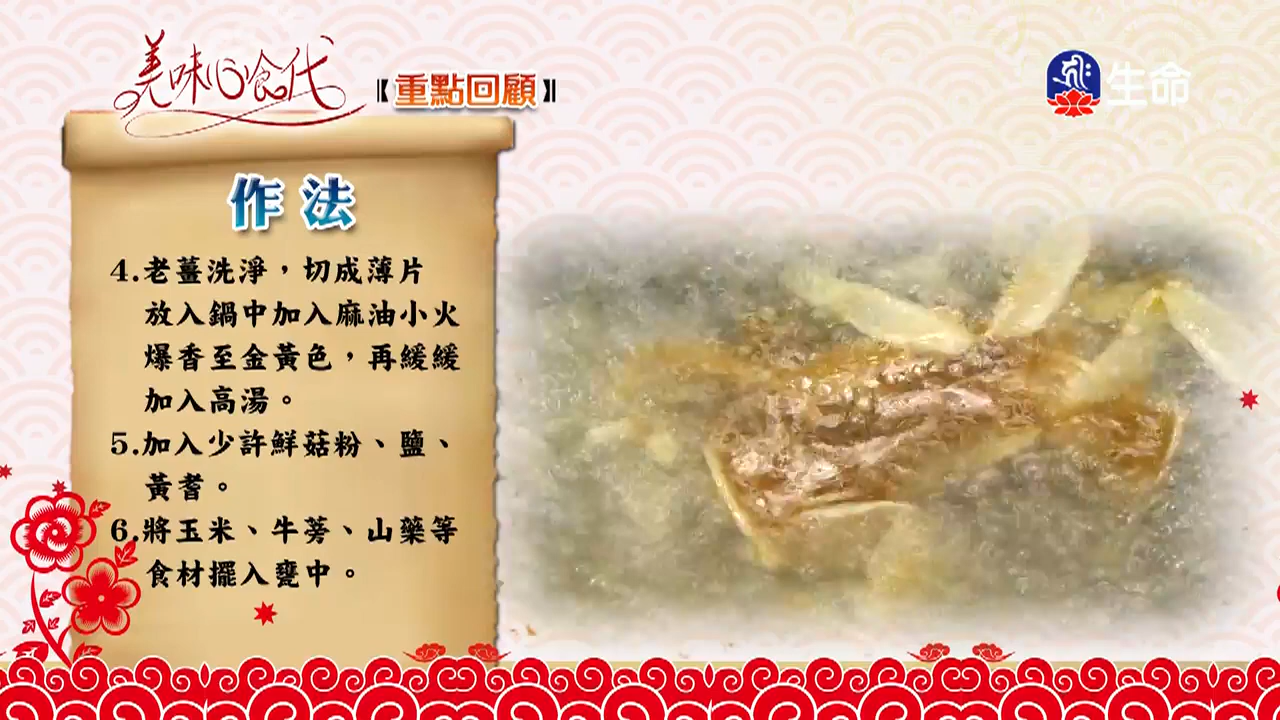 美味心食代
【重點回顧】
生命
作法
4.老薑洗淨，切成薄片
放入鍋中加入麻油小火
爆香至金黃色，再緩緩
加入高湯。
5.加入少許鮮菇粉、鹽、
黃耆。
6.將玉米、牛蒡、山藥等
食材擺入甕中。